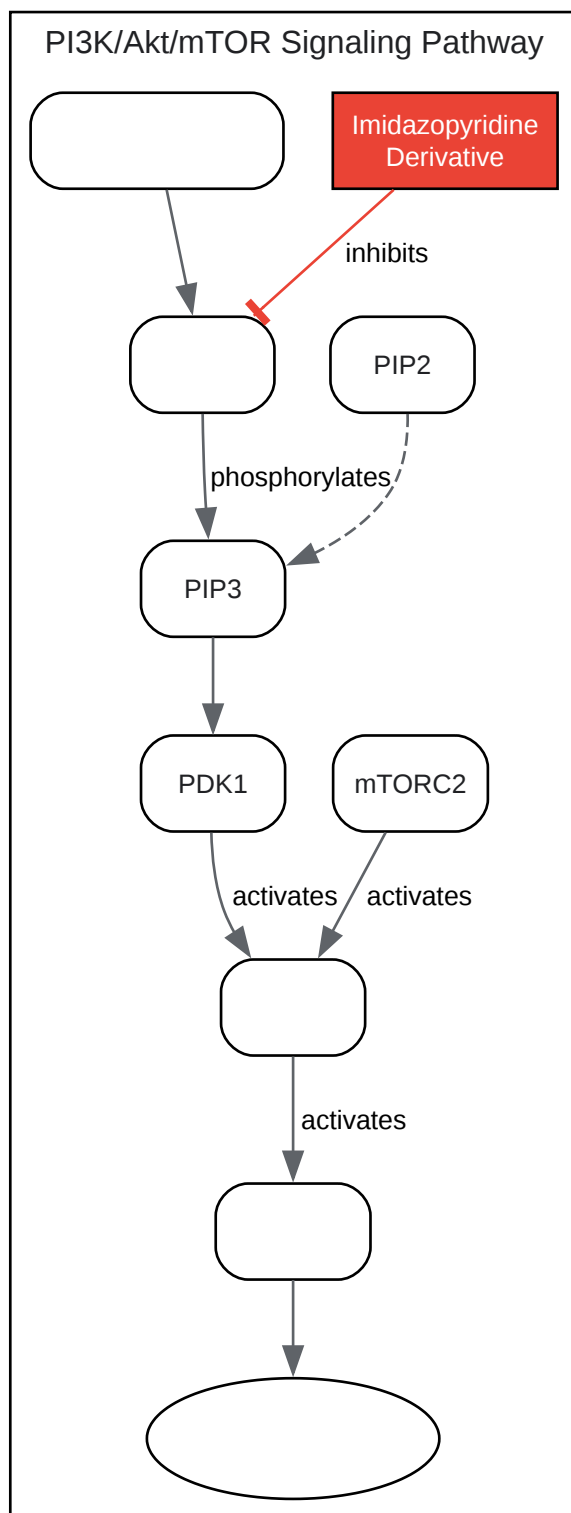 PI3K/Akt/mTOR Signaling Pathway
Imidazopyridine
Derivative
inhibits
PIP2
phosphorylates
PIP3
PDK1
mTORC2
activates
activates
activates